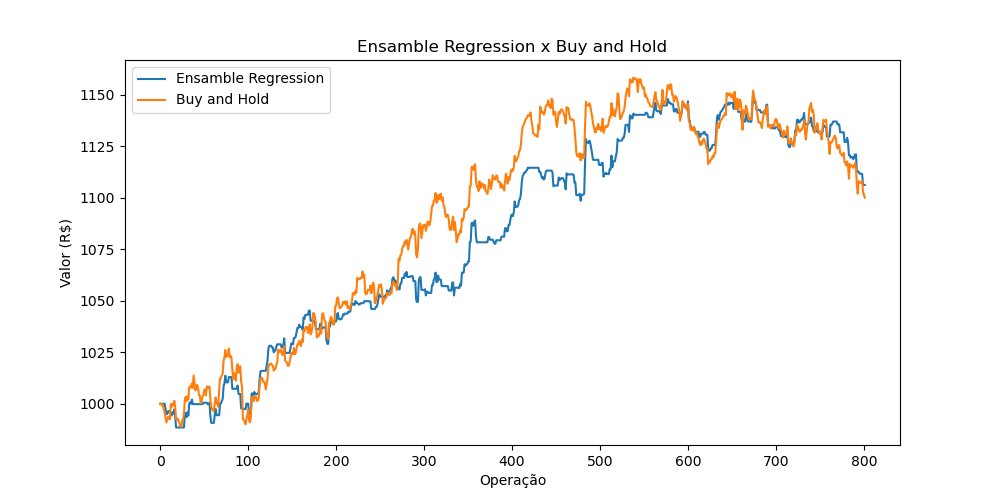 Ensamble Regression x Buy and Hold
Ensamble Regression
Buy and Hold
Valor (R$)
1150
1125
1100
1075
1050
1025
1000
0 100 200 300 400 500 600 700 800
Operação